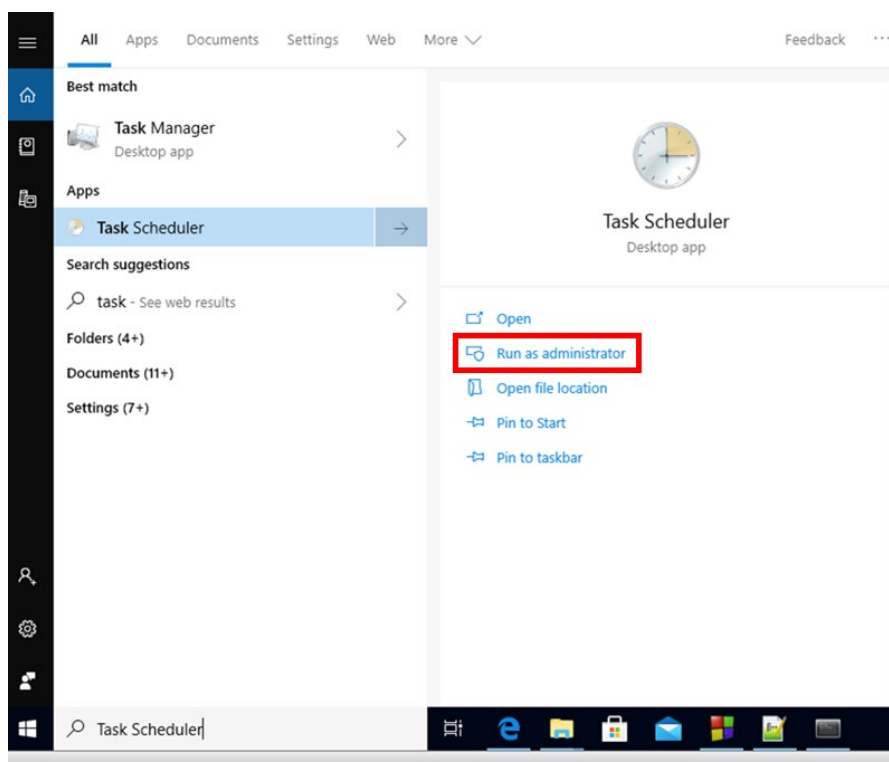 All Apps Documents Settings Web More Feedback ...
Best match
Task Manager
Desktop app
Apps
Task Scheduler
Search suggestions
task - See web results
Folders (4+)
Documents (11+)
Settings (7+)
Task Scheduler
Desktop app
Open
Run as administrator
Open file location
Pin to Start
Pin to taskbar
Task Scheduler